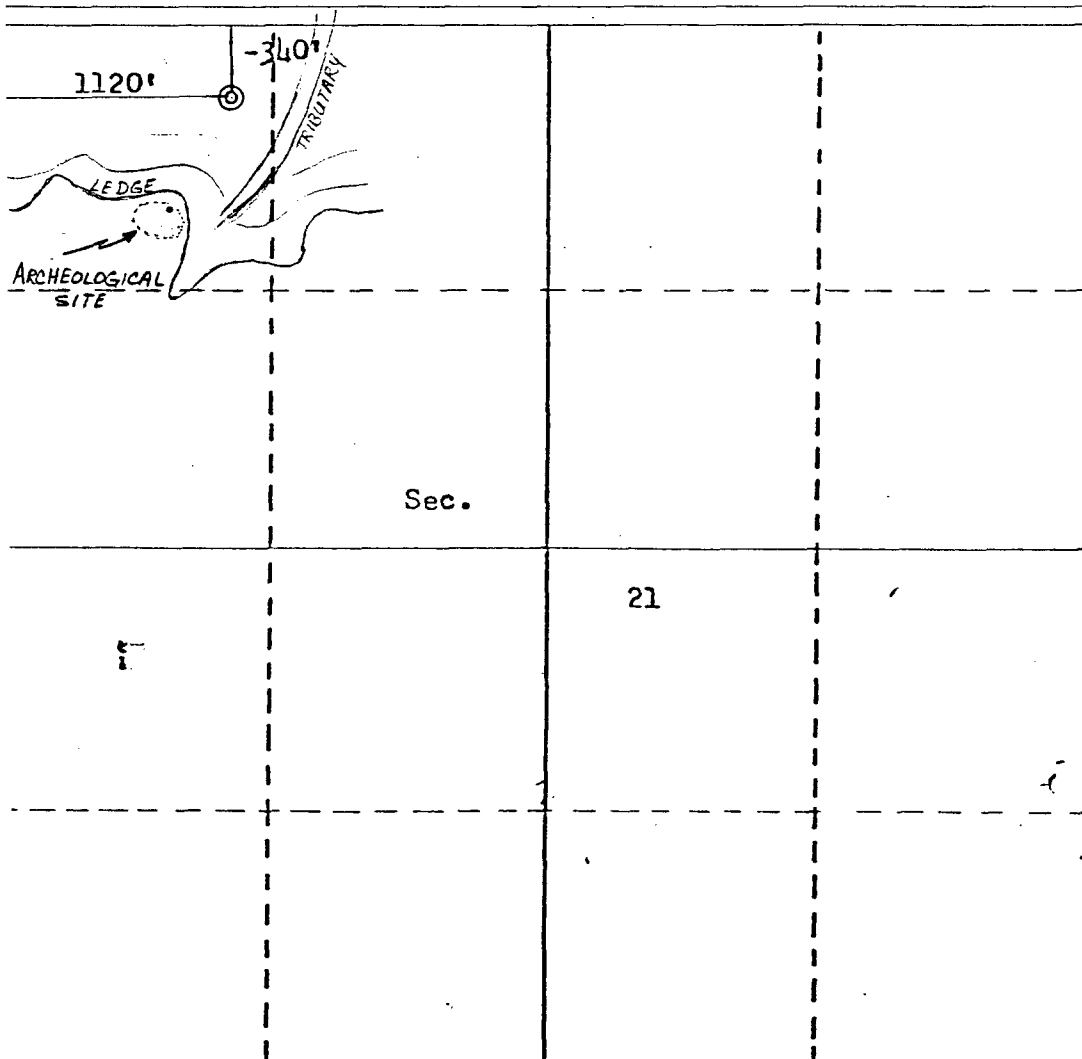 -340'
1120'
TRIBUTARY
LEDGE
ARCHEOLOGICAL
SITE
Sec.
21